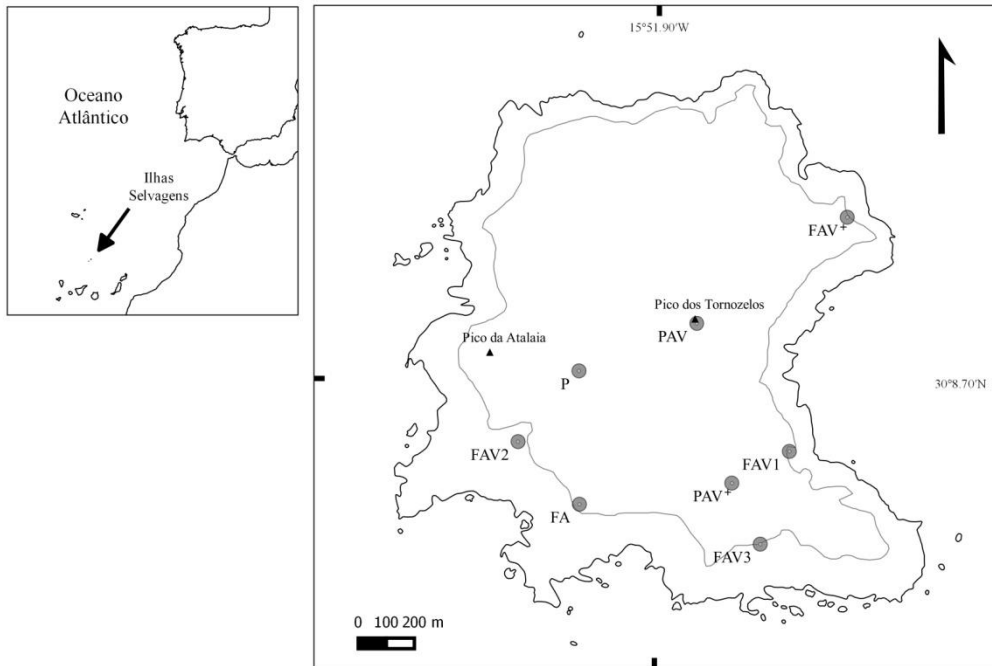 Oceano
Atlântico
Ilhas
Selvagens
15°51.90'W
FAV+
Pico dos Tornozelos
PAV
Pico da Atalaia
P
30°8.70'N
FAV2
FAV1
PAV+
FA
FAV3
0 100 200 m